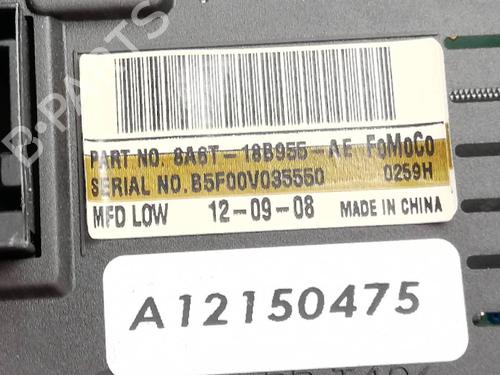 PART NO. 8A6T-18B955-AE FoMoCo
SERIAL NO. B5F00V035550 0259H
MFD LOW 12-09-08 MADE IN CHINA
A12150475
B-PARTS